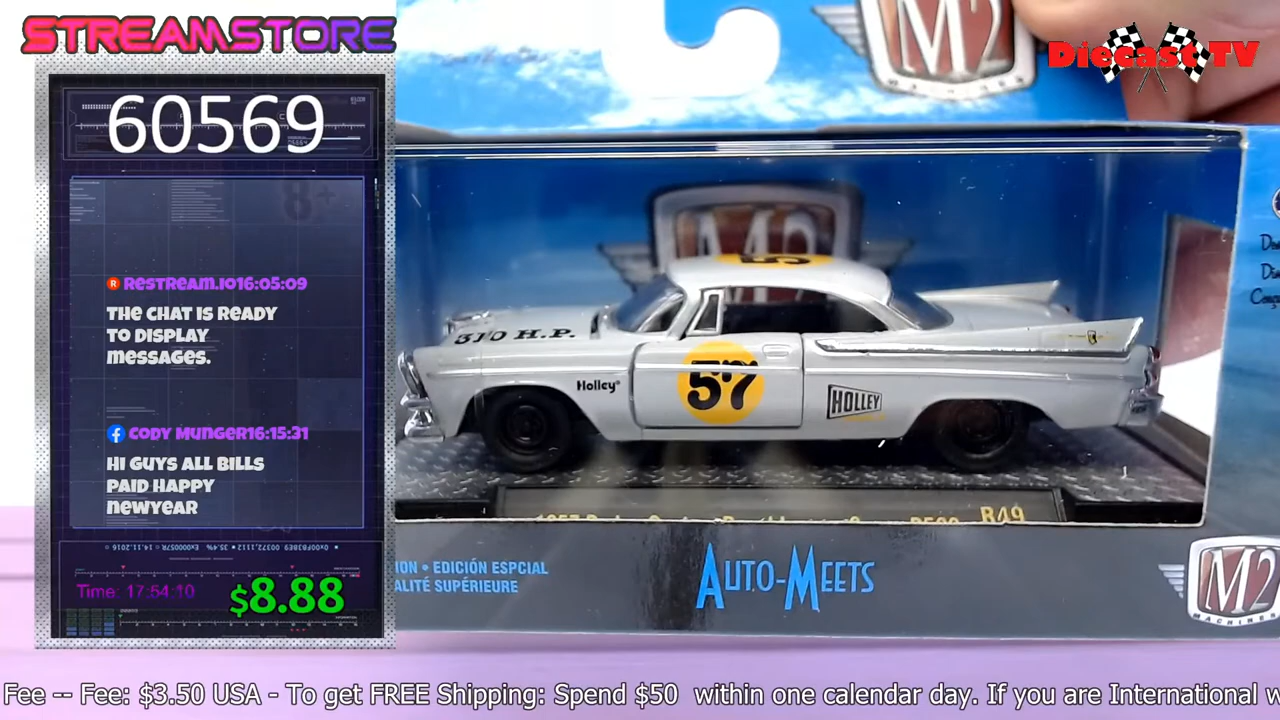 STREAMSTORE
60569
RESTREAM.IO16:05:09
THE CHAT IS READY
TO DISPLAY
MESSAGES.
CODY MUNGER16:15:31
HI GUYS ALL BILLS
PAID HAPPY
NEWYEAR
Time: 17:54:10
$8.88
M2
Diecast TV
310 H.P.
Holley
57
HOLLEY
R49
ION • EDICIÓN ESPCIAL
ALITÉ SUPÉRIEURE
AUTO-MEETS
M2
MACHINES
Fee -- Fee: $3.50 USA - To get FREE Shipping: Spend $50 within one calendar day. If you are International w